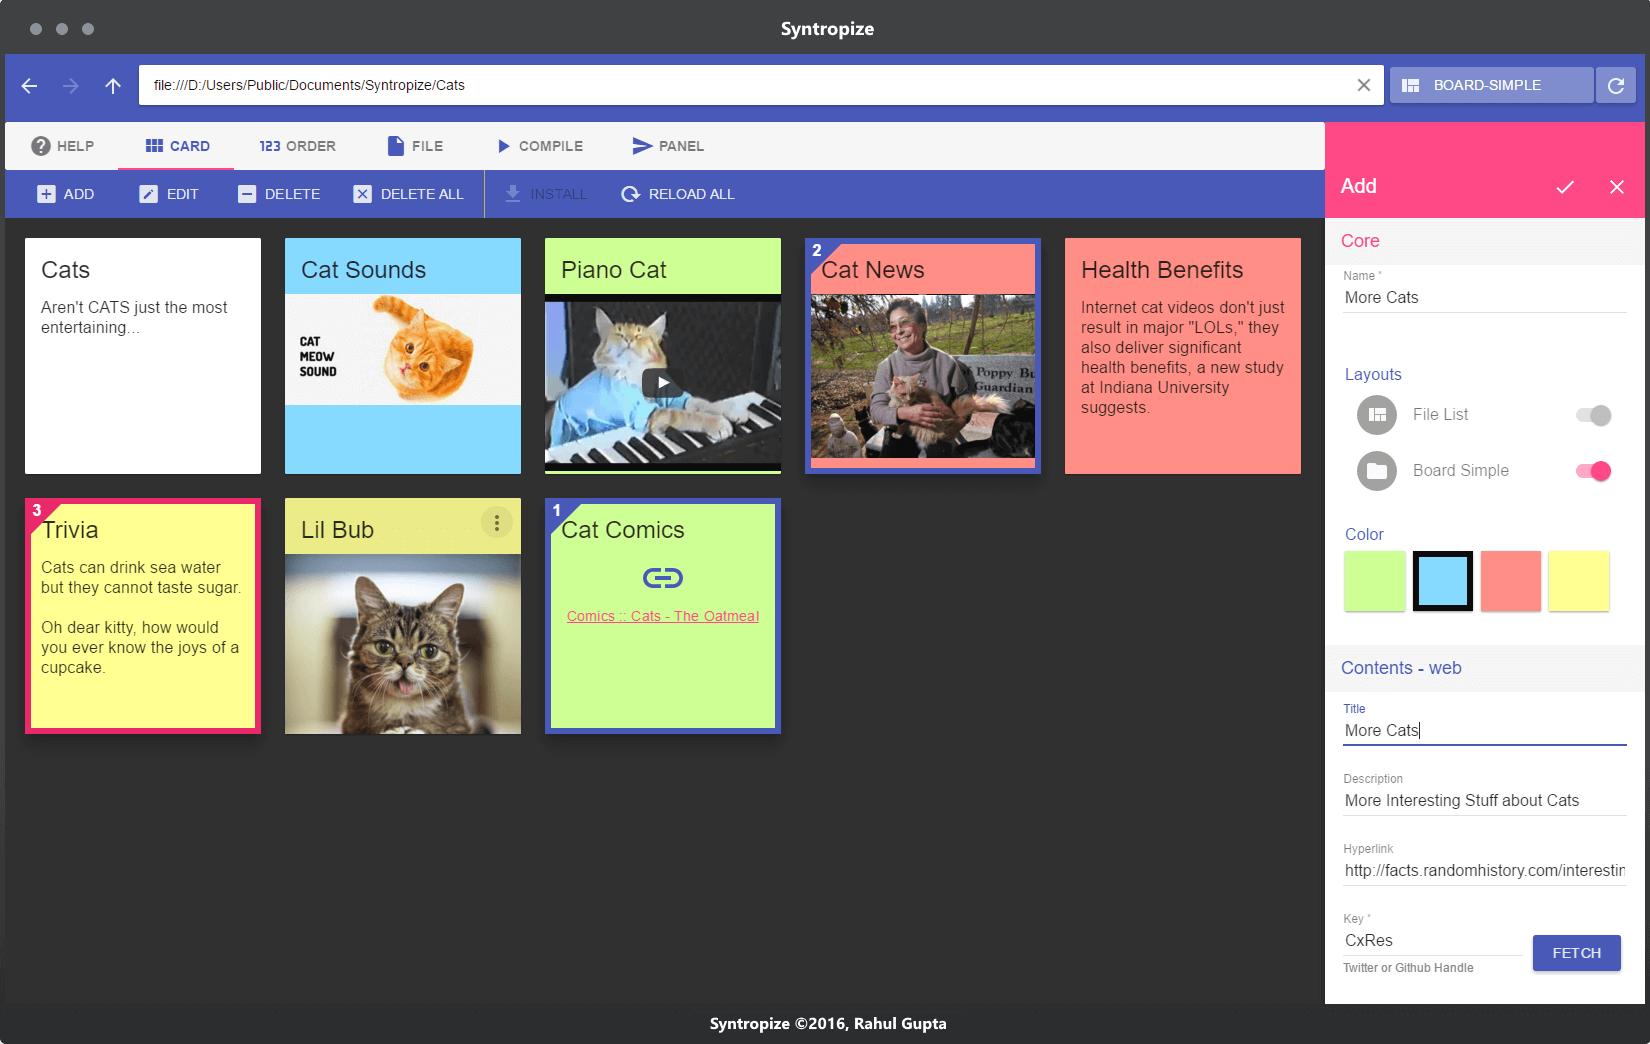 Syntropize
file:///D:/Users/Public/Documents/Syntropize/Cats
BOARD-SIMPLE
HELP
CARD
123 ORDER
FILE
COMPILE
PANEL
ADD
EDIT
DELETE
DELETE ALL
INSTALL
RELOAD ALL
Cats
Aren't CATS just the most
entertaining...
Cat Sounds
CAT
MEOW
SOUND
Piano Cat
2
Cat News
of Poppy Bu
Guardian
Health Benefits
Internet cat videos don't just
result in major "LOLs," they
also deliver significant
health benefits, a new study
at Indiana University
suggests.
3
Trivia
Cats can drink sea water
but they cannot taste sugar.
Oh dear kitty, how would
you ever know the joys of a
cupcake.
Lil Bub
1
Cat Comics
Comics :: Cats - The Oatmeal
Add
Core
Name *
More Cats
Layouts
File List
Board Simple
Color
Contents - web
Title
More Cats
Description
More Interesting Stuff about Cats
Hyperlink
http://facts.randomhistory.com/interestin
Key *
CxRes
FETCH
Twitter or Github Handle
Syntropize ©2016, Rahul Gupta